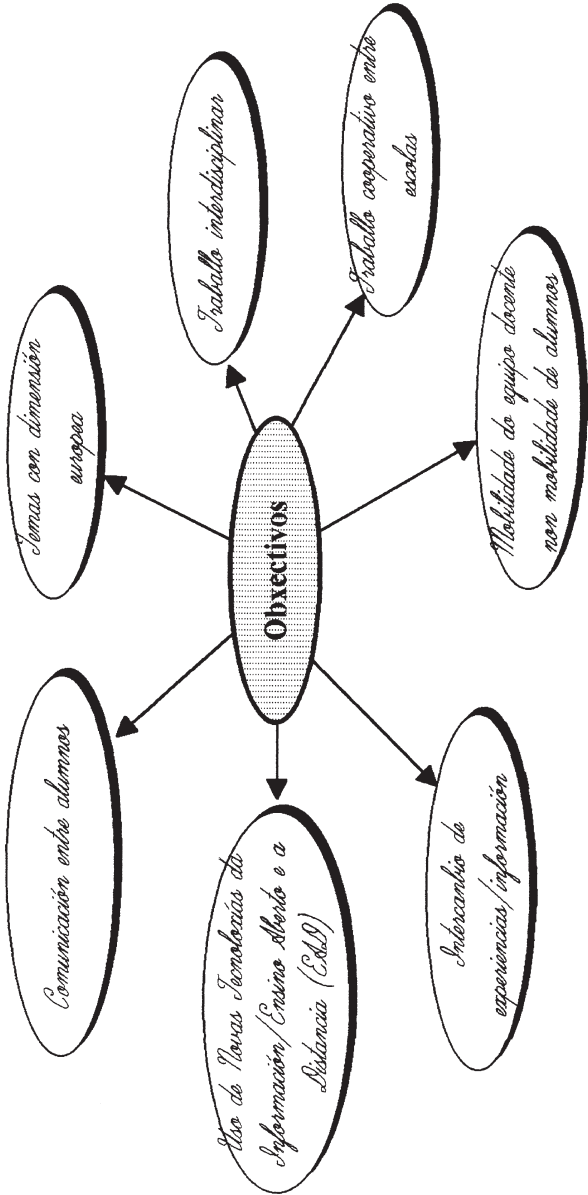 Comunicación entre alumnos
Temas con dimensión
europea
Traballo interdisciplinar
Uso de Novas Tecnoloxías da
Información/Ensino Aberto e a
Distancia (EAD)
Obxectivos
Traballo cooperativo entre
escolas
Intercambio de
experiencias/información
Mobilidade do equipo docente
non mobilidade de alumnos